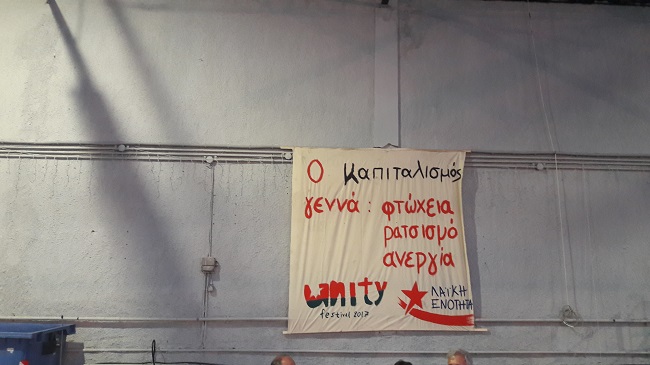 Ο καπιταλισμός
γεννά: φτώχεια
ρατσισμό
ανεργία
unity
festival 2017
ΛΑΪΚΗ
ΕΝΟΤΗΤΑ